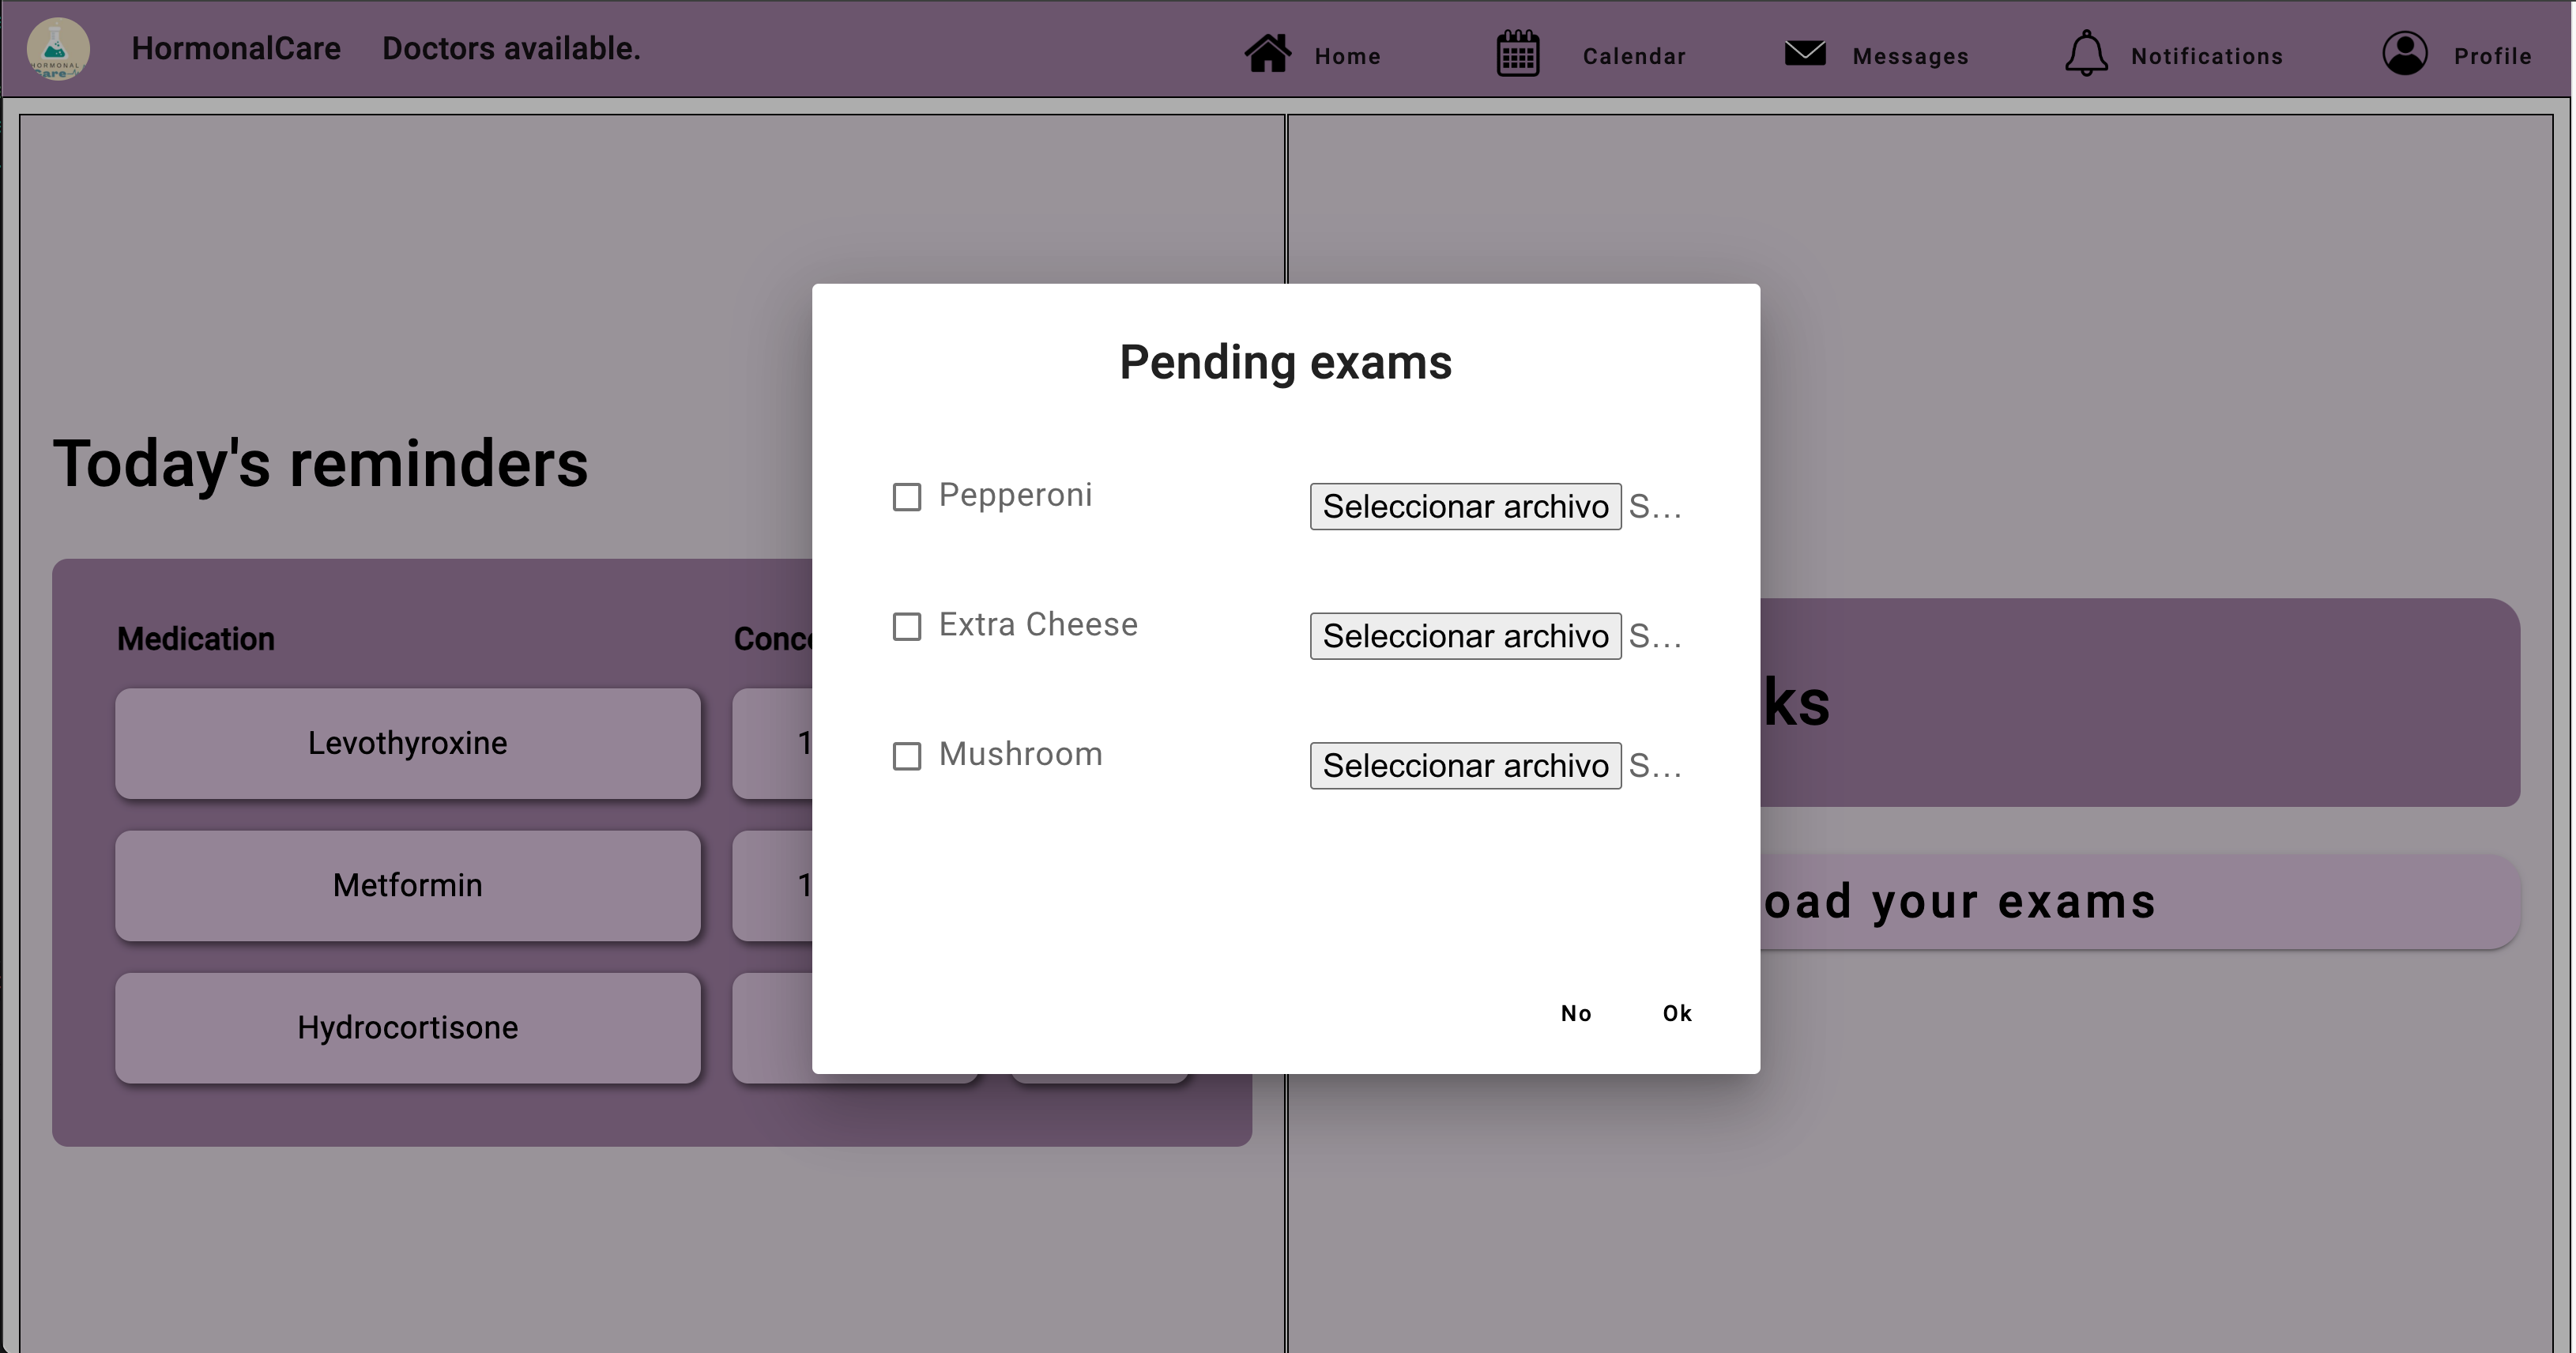 HORMONAL
Care
HormonalCare Doctors available.
Home Calendar Messages Notifications Profile
Today's reminders
Medication
Levothyroxine
1
Metformin
1
Hydrocortisone
Pending exams
Pepperoni Seleccionar archivo S...
Extra Cheese Seleccionar archivo S...
Mushroom Seleccionar archivo S...
No Ok
ks
oad your exams